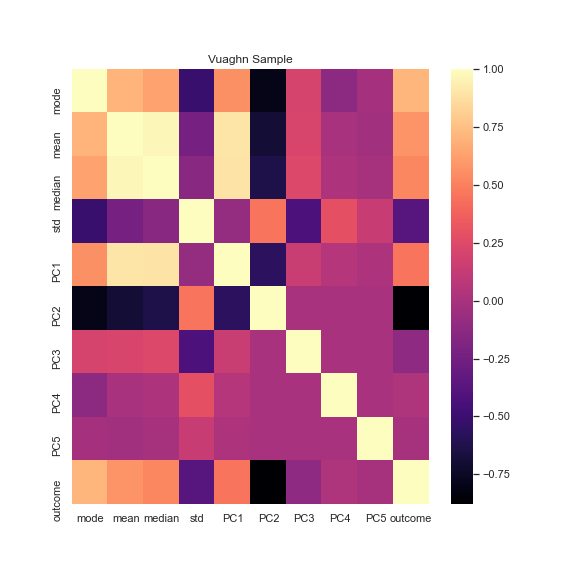 Vuaghn Sample
mode
mean
median
std
PC1
PC2
PC3
PC4
PC5
outcome
mode mean median std PC1 PC2 PC3 PC4 PC5 outcome
1.00
0.75
0.50
0.25
0.00
−0.25
−0.50
−0.75